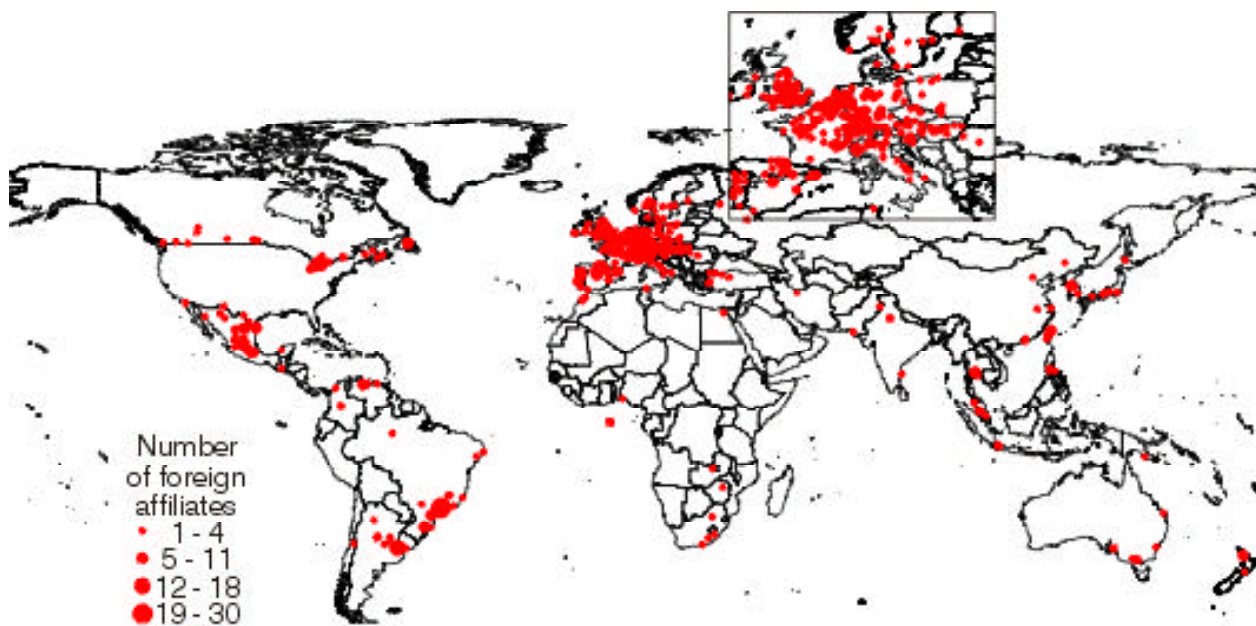 Number
of foreign
affiliates
1 - 4
5 - 11
12 - 18
19 - 30